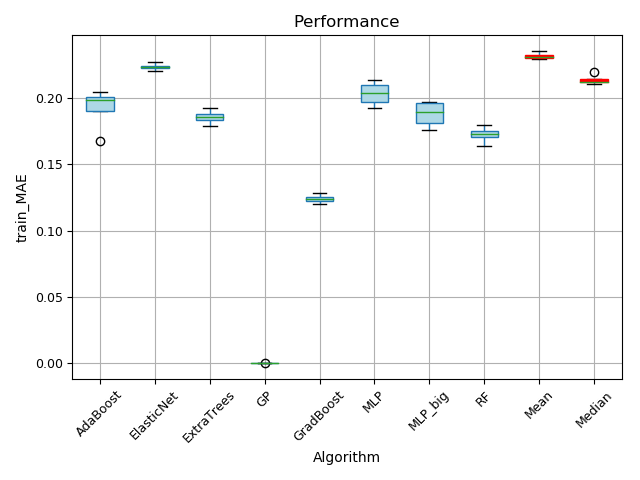 Performance
train_MAE
0.20
0.15
0.10
0.05
0.00
AdaBoost
ElasticNet
ExtraTrees
GP
GradBoost
MLP
MLP_big
RF
Mean
Median
Algorithm